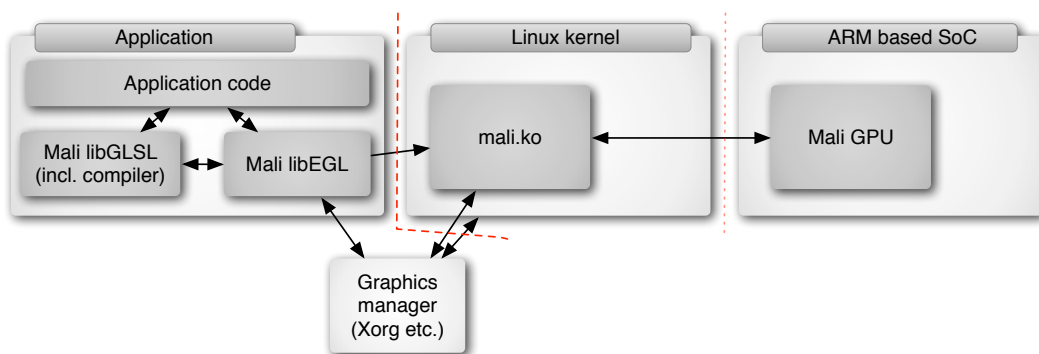 Application
Linux kernel
ARM based SoC
Application code
Mali libGLSL
(incl. compiler)
Mali libEGL
mali.ko
Mali GPU
Graphics
manager
(Xorg etc.)